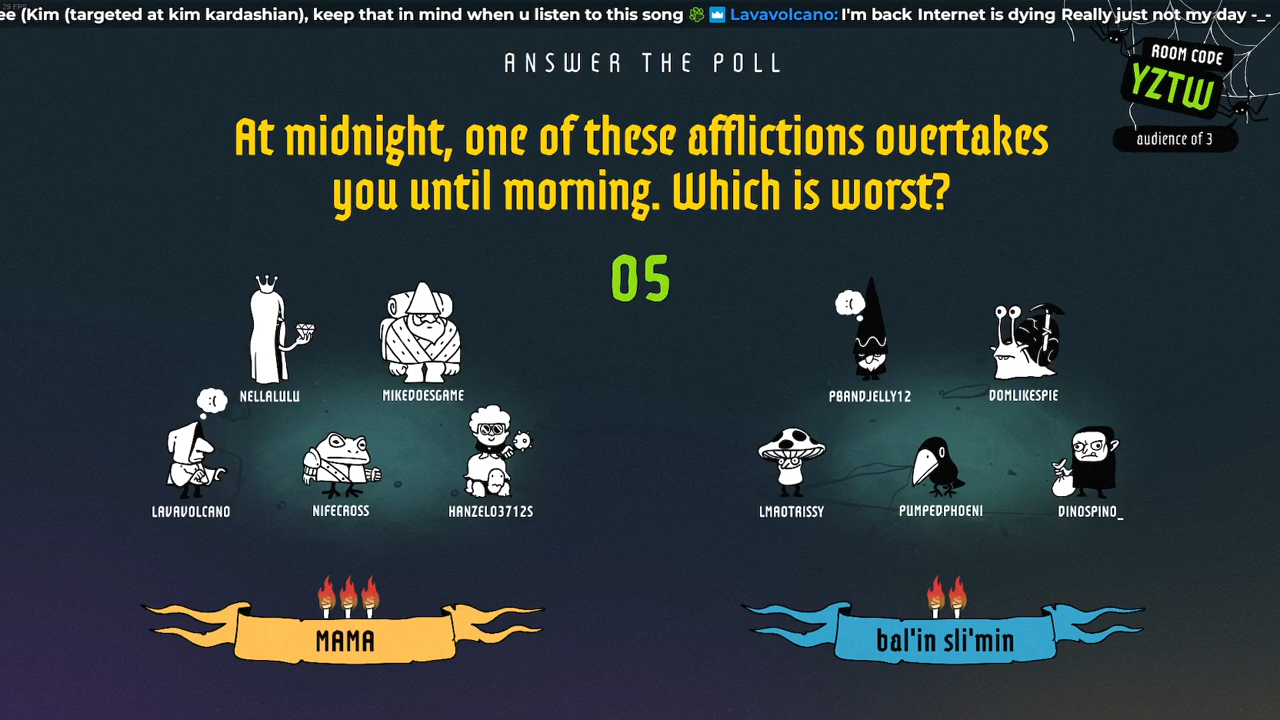 29 FPS
ee (Kim (targeted at kim kardashian), keep that in mind when u listen to this song Lavavolcano: I'm back Internet is dying Really just not my day -_-
ANSWER THE POLL
ROOM CODE
YZTW
audience of 3
At midnight, one of these afflictions overtakes
you until morning. Which is worst?
05
:(
NELLALULU
MIKEDOESGAME
:(
PBANDJELLY12
DOMLIKESPIE
LAVAVOLCANO
NIFECROSS
HANZELO3712S
LMAOTRISSY
PUMPEDPHOENI
DINOSPINO_
MAMA
bal'in sli'min